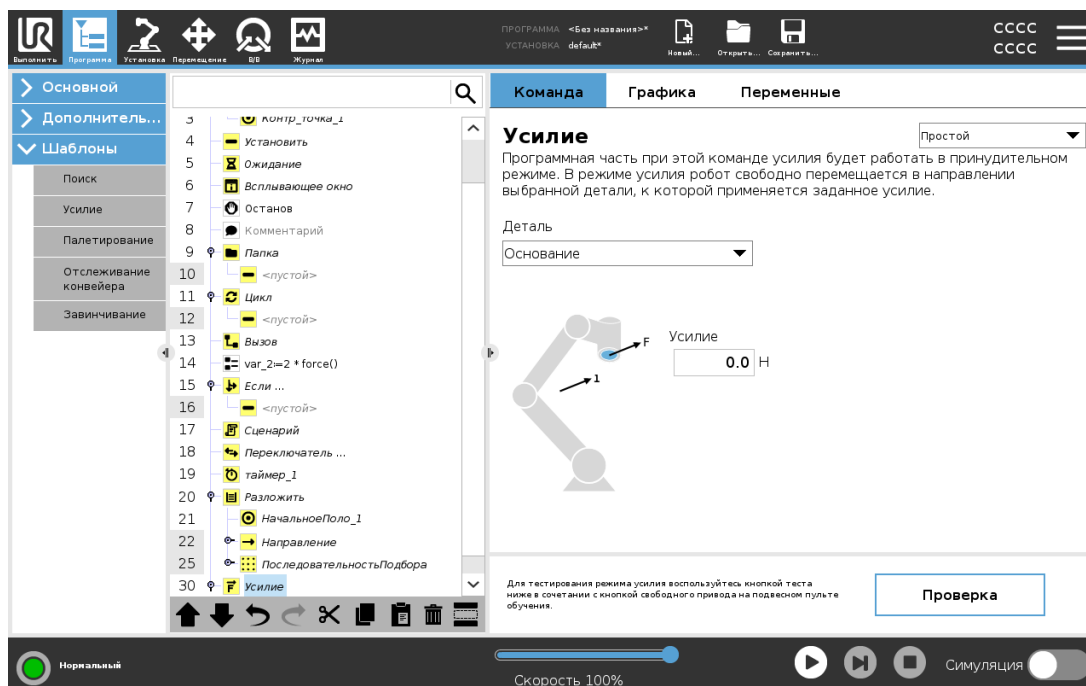 ПРОГРАММА <Без названия>*
УСТАНОВКА default*
Выполнить
Программа
Установка
Перемещение
В/В
Журнал
Новый...
Открыть...
Сохранить...
CCCC
CCCC
Основной
Дополнитель...
Шаблоны
Поиск
Усилие
Палетирование
Отслеживание
конвейера
Завинчивание
3 Контр_точка_1
4 Установить
5 Ожидание
6 Всплывающее окно
7 Останов
8 Комментарий
9 Папка
10 <пустой>
11 Цикл
12 <пустой>
13 Вызов
14 var_2≔2 * force()
15 Если ...
16 <пустой>
17 Сценарий
18 Переключатель ...
19 таймер_1
20 Разложить
21 НачальноеПоло_1
22 Направление
25 ПоследовательностьПодбора
30 Усилие
Команда
Графика
Переменные
Усилие
Простой
Программная часть при этой команде усилия будет работать в принудительном
режиме. В режиме усилия робот свободно перемещается в направлении
выбранной детали, к которой применяется заданное усилие.
Деталь
Основание
F
1
Усилие
0.0 Н
Для тестирования режима усилия воспользуйтесь кнопкой теста
ниже в сочетании с кнопкой свободного привода на подвесном пульте
обучения.
Проверка
Нормальный
Скорость 100%
Симуляция